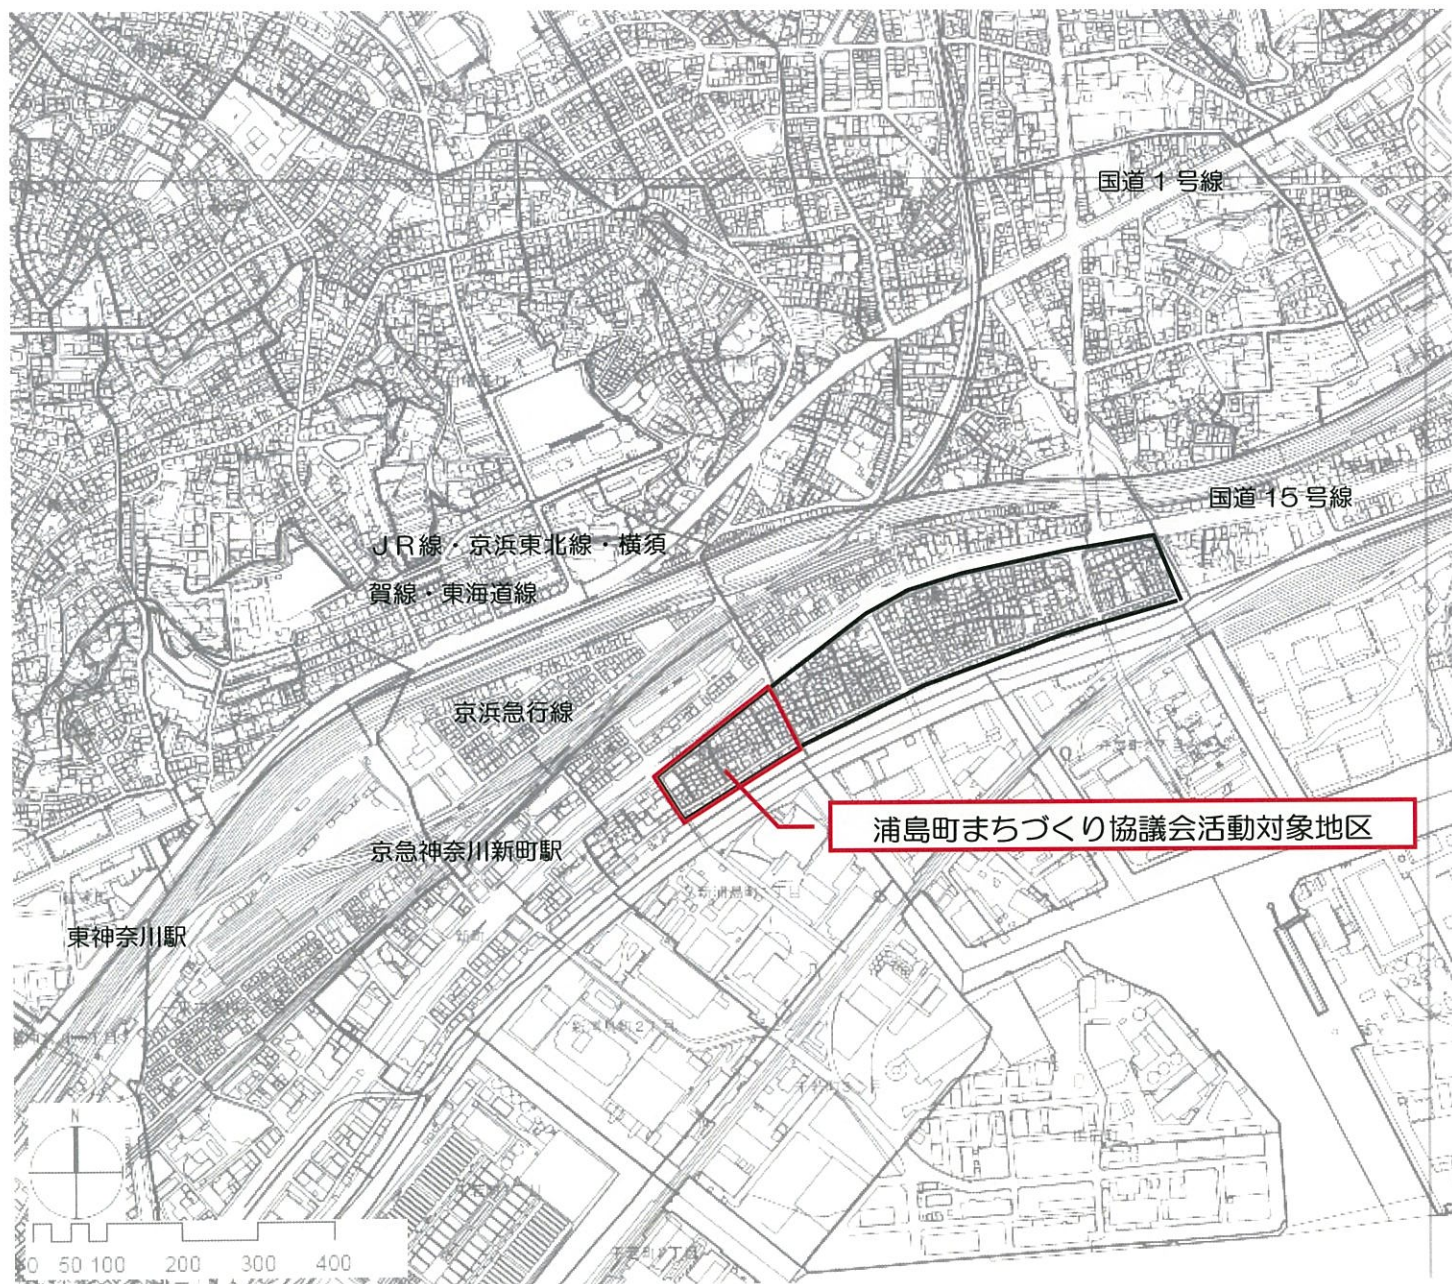 国道1号線
国道15号線
JR線・京浜東北線・横須
賀線・東海道線
京浜急行線
浦島町まちづくり協議会活動対象地区
京急神奈川新町駅
東神奈川駅
新町
N
0 50 100 200 300 400